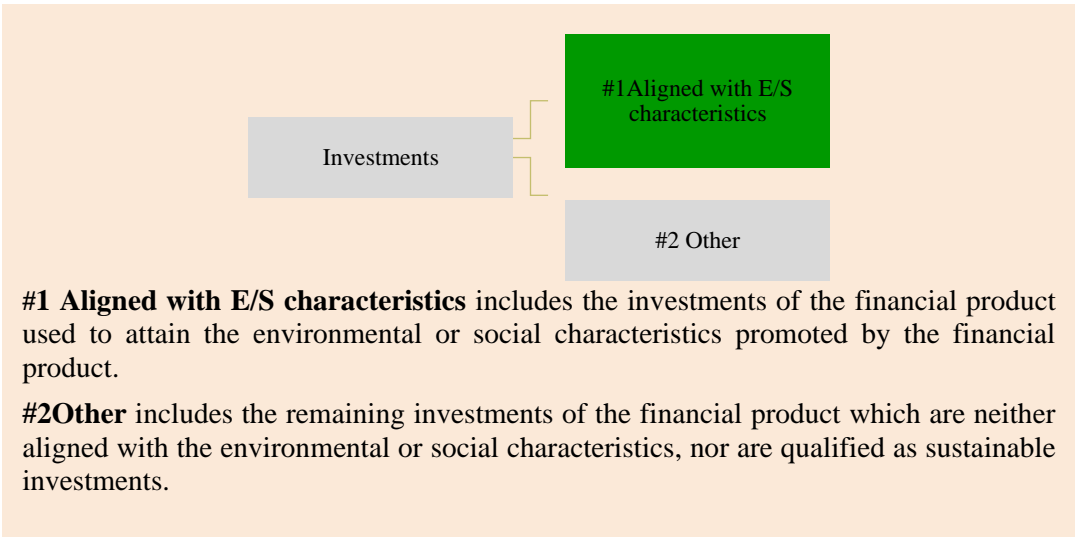 #1Aligned with E/S
characteristics
Investments
#2 Other
#1 Aligned with E/S characteristics includes the investments of the financial product
used to attain the environmental or social characteristics promoted by the financial
product.
#2Other includes the remaining investments of the financial product which are neither
aligned with the environmental or social characteristics, nor are qualified as sustainable
investments.